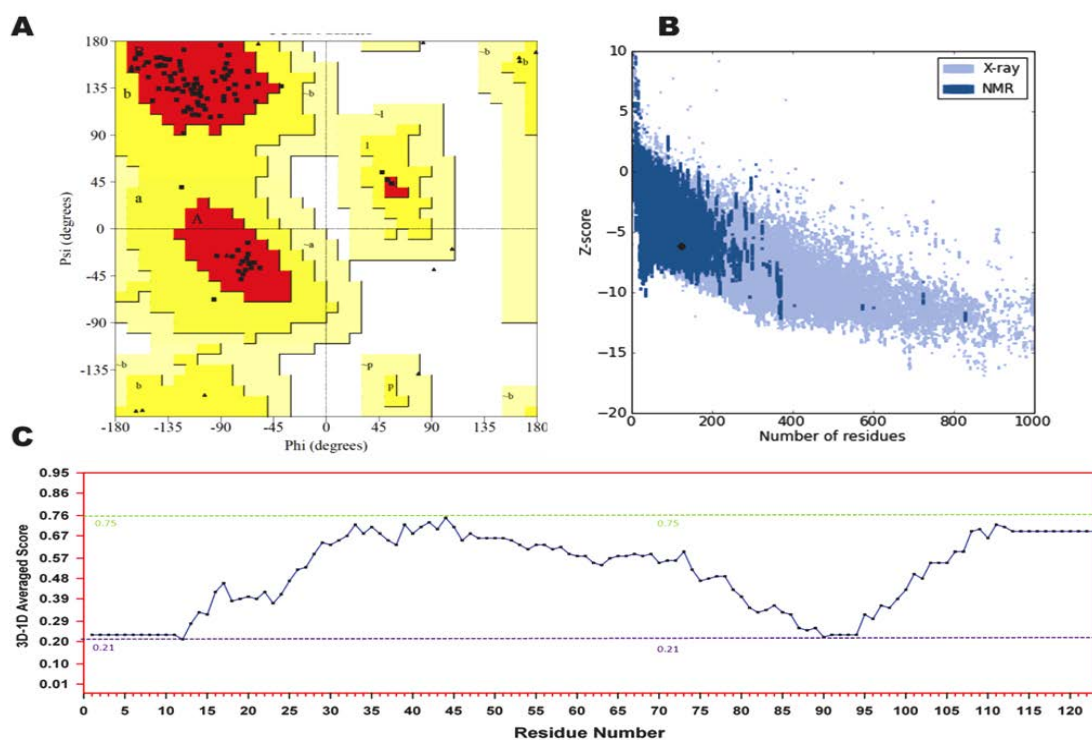 A
180
135
90
45
0
-45
-90
-135
Psi (degrees)
B
b
a
A
~b
~l
l
~a
~b
b
~b
~b
b
~p
p
~b
-180
-135
-90
-45
0
45
90
135
180
Phi (degrees)
B
10
5
0
−5
−10
−15
−20
Z-score
X-ray
NMR
0
200
400
600
800
1000
Number of residues
C
0.95
0.86
0.76
0.67
0.57
0.48
0.39
0.29
0.20
0.10
0.01
3D-1D Averaged Score
0.75
0.75
0.21
0.21
0 5 10 15 20 25 30 35 40 45 50 55 60 65 70 75 80 85 90 95 100 105 110 115 120
Residue Number